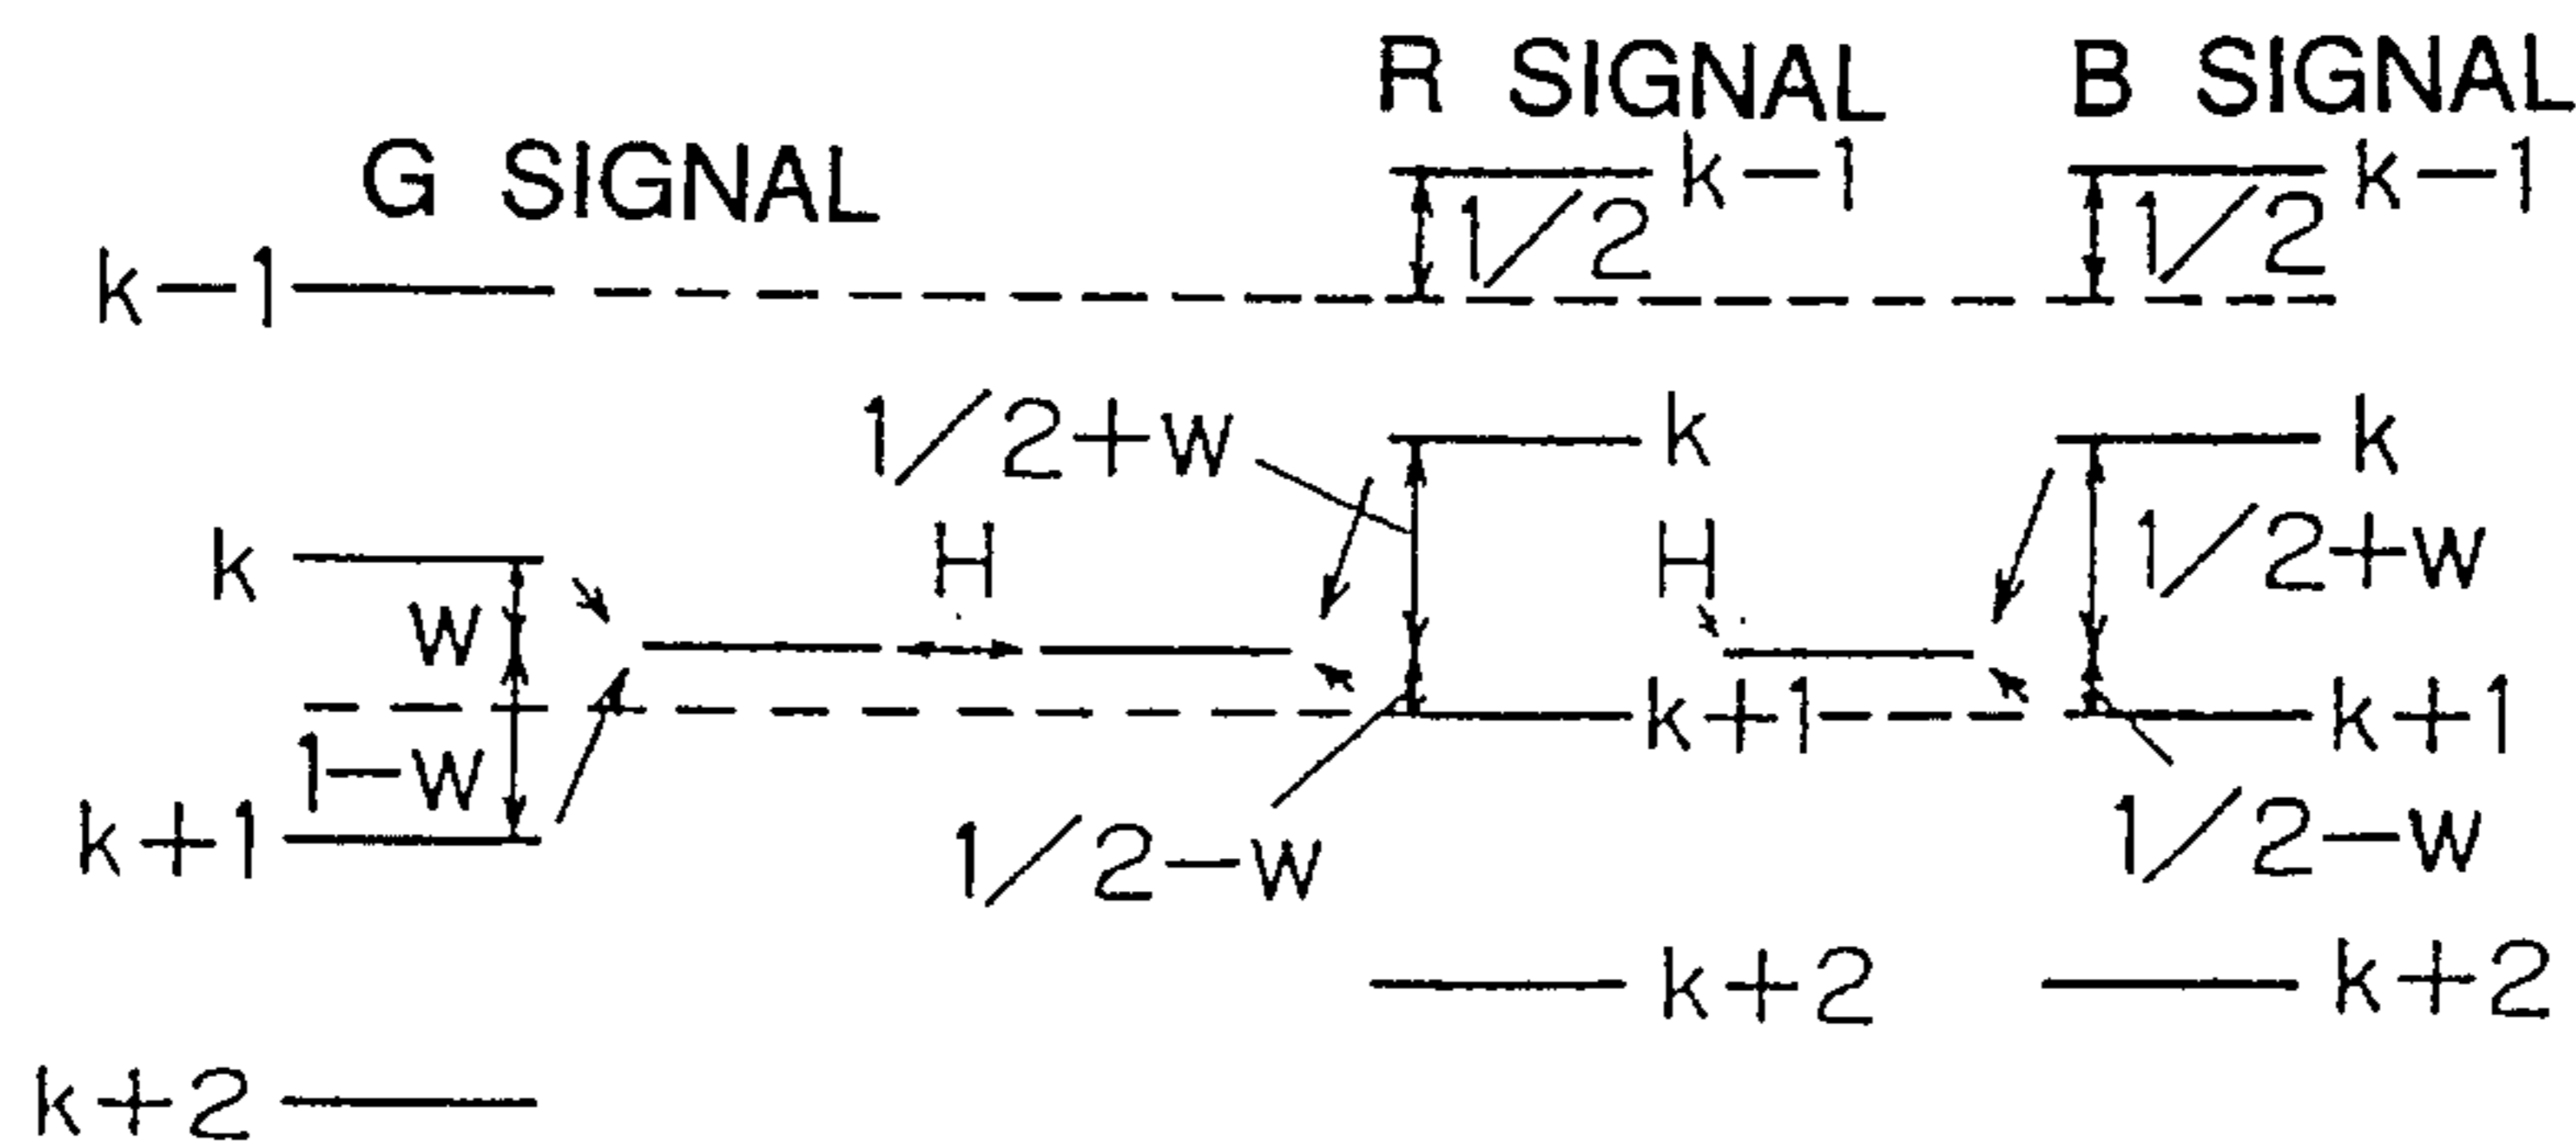 R SIGNAL
B SIGNAL
G SIGNAL
k−1
k−1
1/2
1/2
k−1
1/2+W
k
k
k
H
H
1/2+W
W
1−W
k+1
k+1
k+1
1/2−W
1/2−W
k+2
k+2
k+2